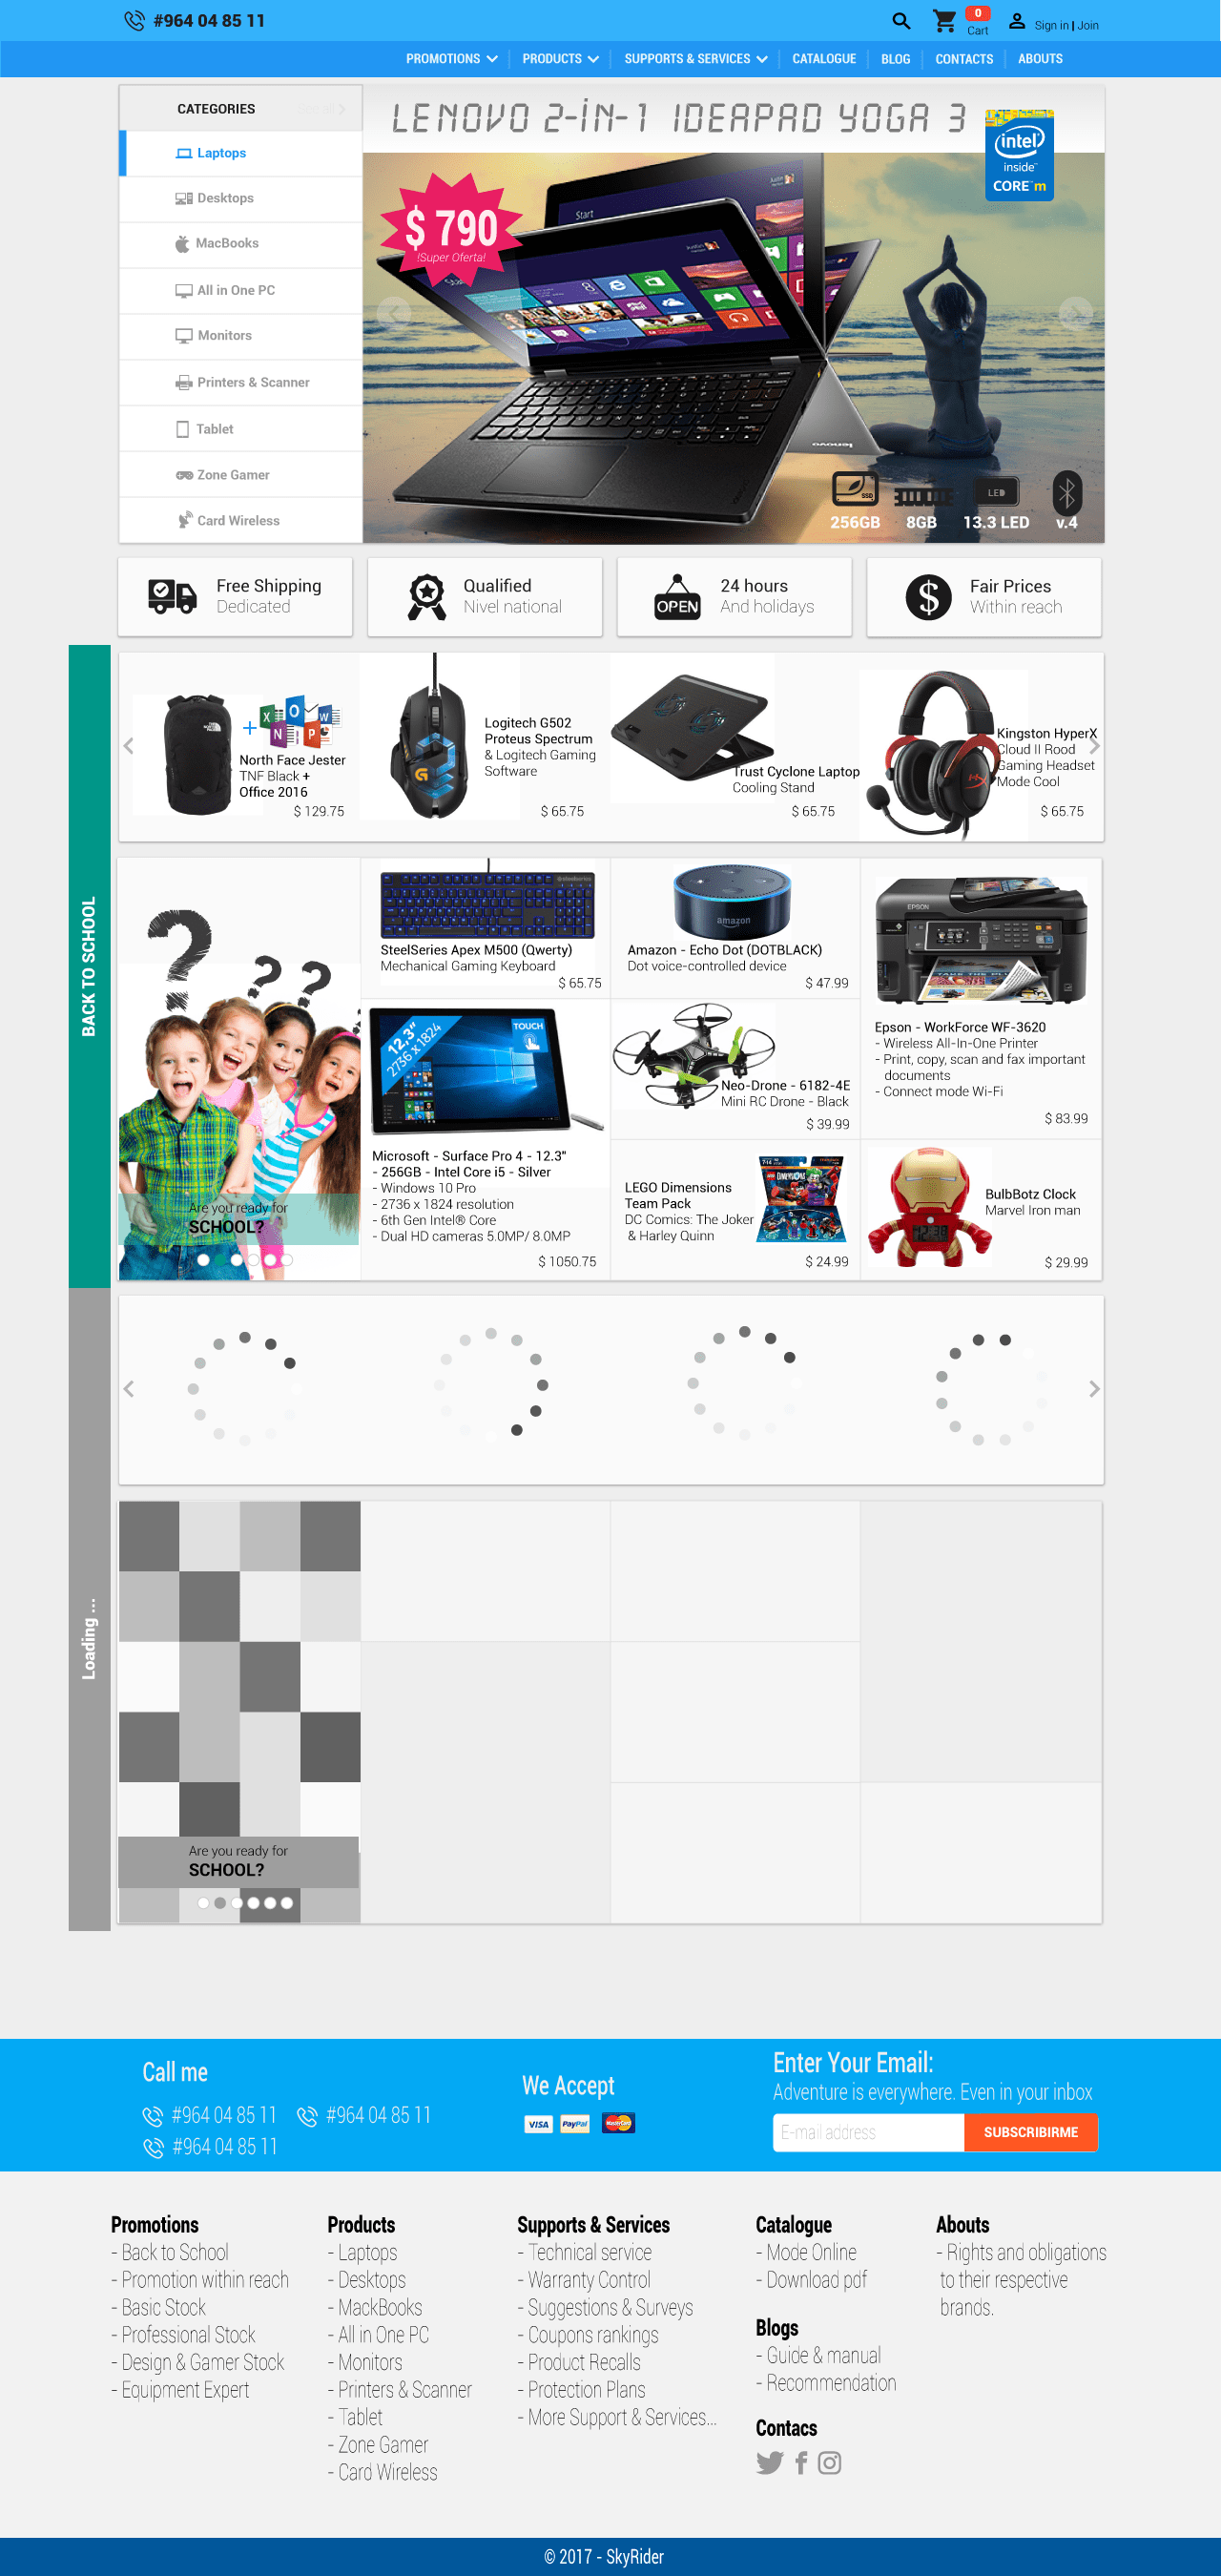 #964 04 85 11
0
Cart
Sign in | Join
PROMOTIONS
PRODUCTS
SUPPORTS & SERVICES
CATALOGUE
BLOG
CONTACTS
ABOUTS
CATEGORIES
Laptops
Desktops
MacBooks
All in One PC
Monitors
Printers & Scanner
Tablet
Zone Gamer
Card Wireless
LENOVO 2-iN-1 IDEAPAD YOGA 3
intel
inside™
CORE™m
$ 790
!Super Oferta!
Start
lenovo
SSD
LED
256GB
8GB
13.3 LED
v.4
Free Shipping
Dedicated
Qualified
Nivel national
OPEN
24 hours
And holidays
$
Fair Prices
Within reach
BACK TO SCHOOL
+
North Face Jester
TNF Black +
Office 2016
$ 129.75
Logitech G502
Proteus Spectrum
& Logitech Gaming
Software
$ 65.75
Trust Cyclone Laptop
Cooling Stand
$ 65.75
Kingston HyperX
Cloud II Rood
Gaming Headset
Mode Cool
$ 65.75
???
Are you ready for
SCHOOL?
steelseries
SteelSeries Apex M500 (Qwerty)
Mechanical Gaming Keyboard
$ 65.75
amazon
Amazon - Echo Dot (DOTBLACK)
Dot voice-controlled device
$ 47.99
EPSON
Epson - WorkForce WF-3620
- Wireless All-In-One Printer
- Print, copy, scan and fax important
documents
- Connect mode Wi-Fi
$ 83.99
12.3"
2736 x 1824
TOUCH
Microsoft - Surface Pro 4 - 12.3"
- 256GB - Intel Core i5 - Silver
- Windows 10 Pro
- 2736 x 1824 resolution
- 6th Gen Intel® Core
- Dual HD cameras 5.0MP/ 8.0MP
$ 1050.75
Neo-Drone - 6182-4E
Mini RC Drone - Black
$ 39.99
LEGO Dimensions
Team Pack
DC Comics: The Joker
& Harley Quinn
DIMENSIONS
$ 24.99
12:38
BulbBotz Clock
Marvel Iron man
$ 29.99
Loading ...
Are you ready for
SCHOOL?
Call me
#964 04 85 11
#964 04 85 11
#964 04 85 11
We Accept
VISA
PayPal
MasterCard
Enter Your Email:
Adventure is everywhere. Even in your inbox
E-mail address
SUBSCRIBIRME
Promotions
- Back to School
- Promotion within reach
- Basic Stock
- Professional Stock
- Design & Gamer Stock
- Equipment Expert
Products
- Laptops
- Desktops
- MackBooks
- All in One PC
- Monitors
- Printers & Scanner
- Tablet
- Zone Gamer
- Card Wireless
Supports & Services
- Technical service
- Warranty Control
- Suggestions & Surveys
- Coupons rankings
- Product Recalls
- Protection Plans
- More Support & Services...
Catalogue
- Mode Online
- Download pdf
Blogs
- Guide & manual
- Recommendation
Contacs
Abouts
- Rights and obligations
to their respective
brands.
© 2017 - SkyRider